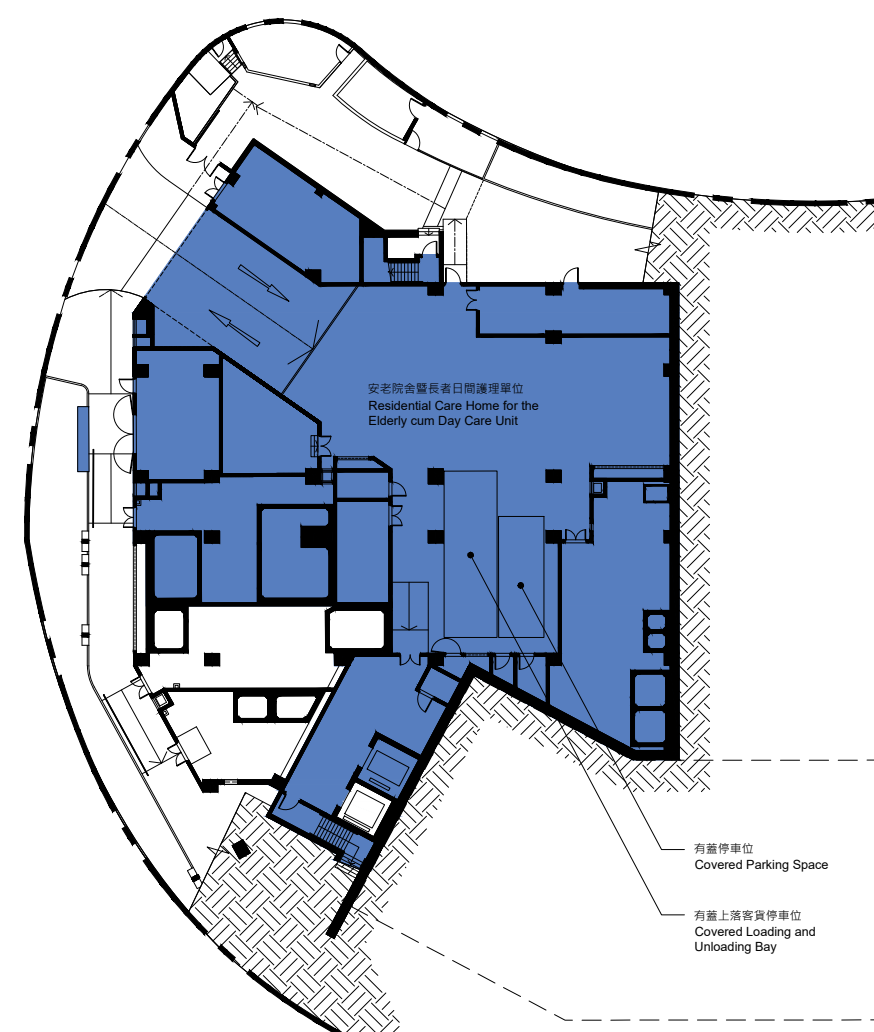 安老院舍暨長者日間護理單位
Residential Care Home for the
Elderly cum Day Care Unit
有蓋停車位
Covered Parking Space
有蓋上落客貨停車位
Covered Loading and
Unloading Bay